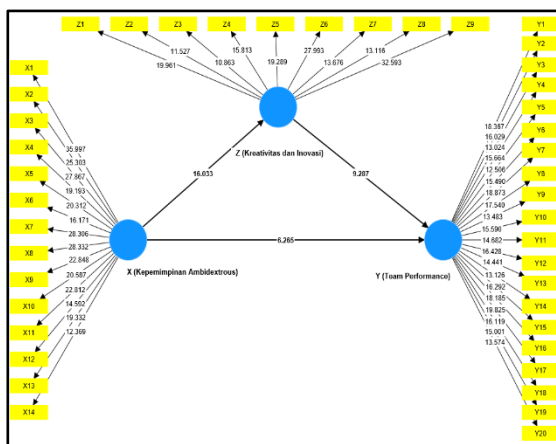 Z1
Z2
Z3
Z4
Z5
Z6
Z7
Z8
Z9
19.961
11.527
10.863
15.813
19.289
27.993
13.676
13.116
32.593
Z (Kreativitas dan Inovasi)
X1
X2
X3
X4
X5
X6
X7
X8
X9
X10
X11
X12
X13
X14
35.997
25.303
27.867
19.193
20.312
16.171
28.306
28.332
22.848
20.587
22.812
14.592
19.332
12.369
X (Kepemimpinan Ambidextrous)
16.033
9.287
6.265
Y (Team Performance)
18.367
16.029
13.024
15.664
12.506
15.490
18.873
17.549
13.483
15.596
14.682
16.428
14.441
13.126
16.292
18.185
19.825
16.119
15.001
13.574
Y1
Y2
Y3
Y4
Y5
Y6
Y7
Y8
Y9
Y10
Y11
Y12
Y13
Y14
Y15
Y16
Y17
Y18
Y19
Y20